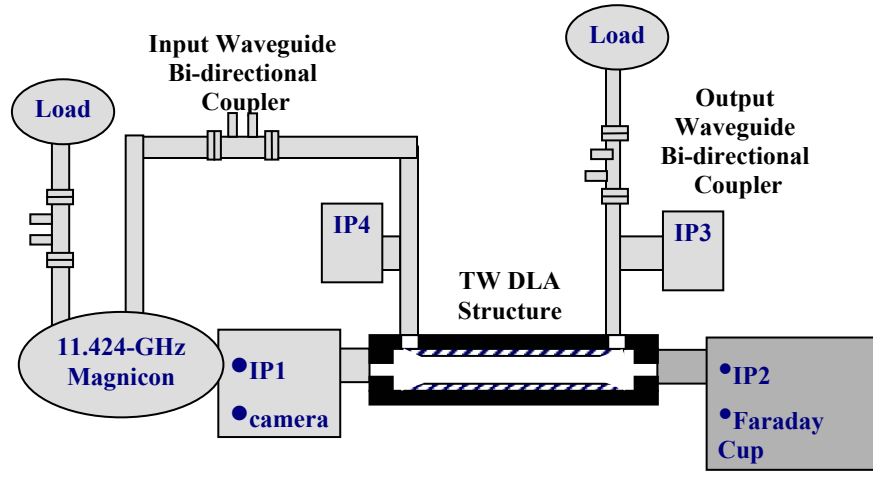 Load
Input Waveguide
Bi-directional
Coupler
Load
Output
Waveguide
Bi-directional
Coupler
IP4
IP3
TW DLA
Structure
11.424-GHz
Magnicon
•IP1
•camera
•IP2
•Faraday
Cup